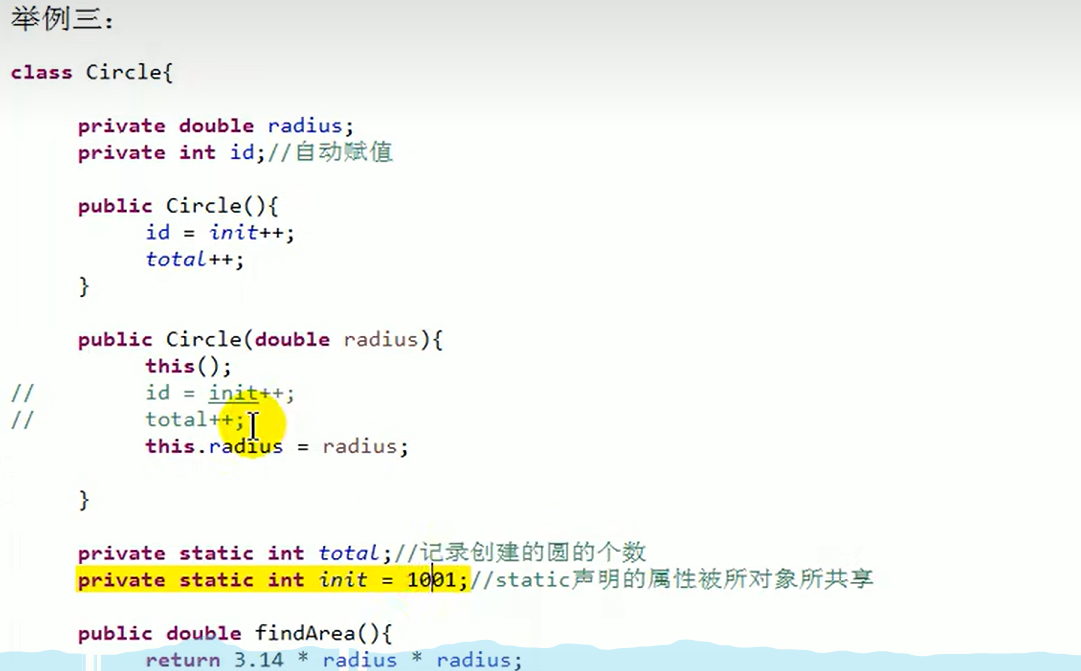 举例三：
class Circle{
private double radius;
private int id;//自动赋值
public Circle(){
id = init++;
total++;
}
public Circle(double radius){
this();
// id = init++;
// total++;
this.radius = radius;
}
private static int total;//记录创建的圆的个数
private static int init = 1001;//static声明的属性被所对象所共享
public double findArea(){
return 3.14 * radius * radius;